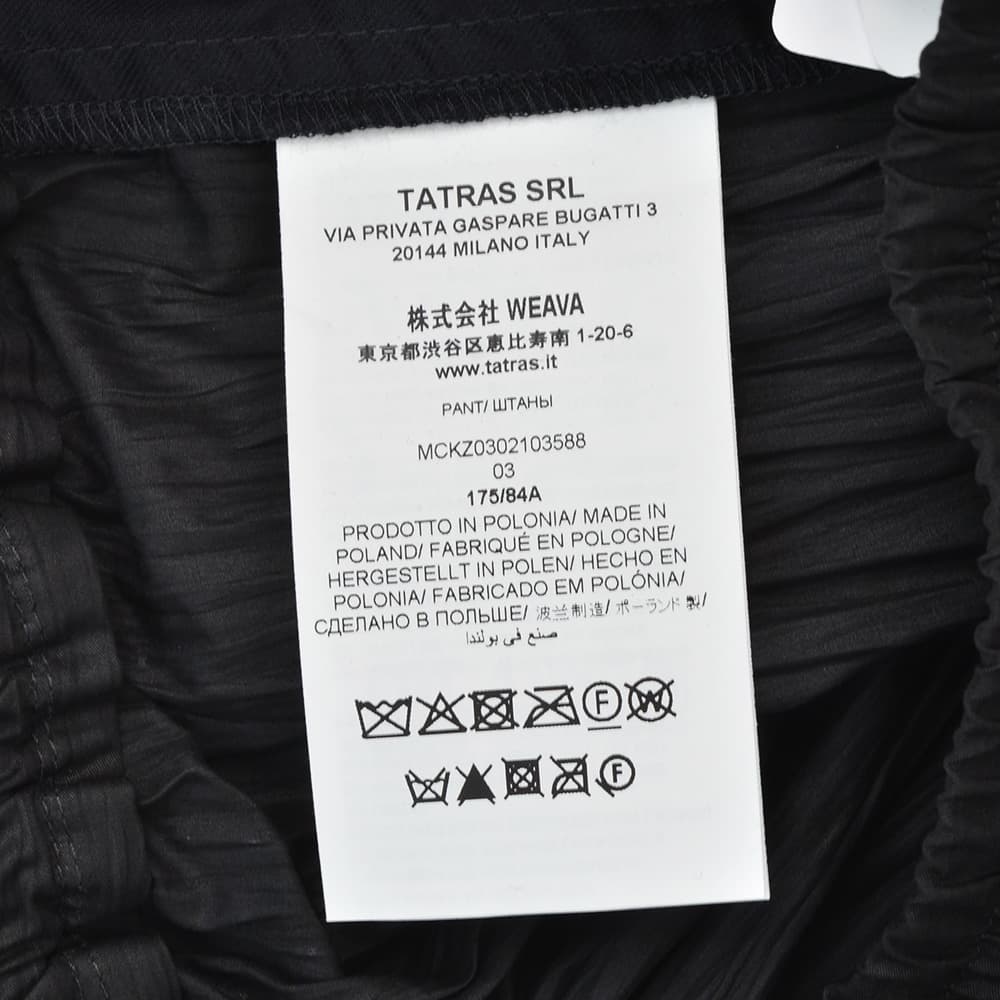 TATRAS SRL
VIA PRIVATA GASPARE BUGATTI 3
20144 MILANO ITALY
株式会社 WEAVA
東京都渋谷区恵比寿南 1-20-6
www.tatras.it
PANT/ ШТАНЫ
MCKZ0302103588
03
175/84A
PRODOTTO IN POLONIA/ MADE IN
POLAND/ FABRIQUÉ EN POLOGNE/
HERGESTELLT IN POLEN/ HECHO EN
POLONIA/ FABRICADO EM POLÓNIA/
СДЕЛАНО В ПОЛЬШЕ/ 波兰制造/ ポーランド 製/
صنع في بولندا
F W
F